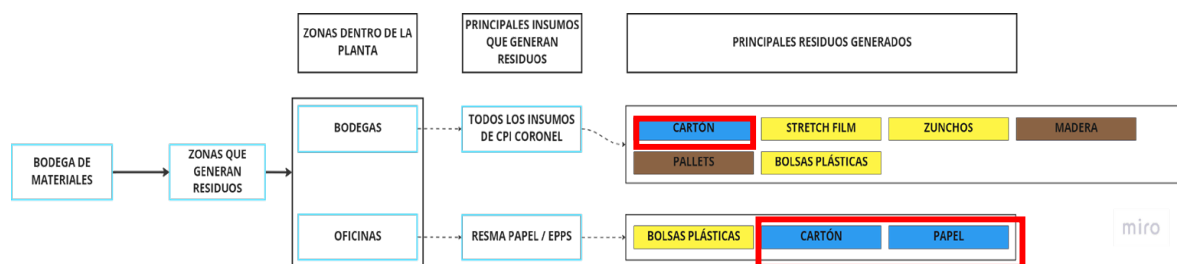 ZONAS DENTRO DE LA
PLANTA
PRINCIPALES INSUMOS
QUE GENERAN
RESIDUOS
PRINCIPALES RESIDUOS GENERADOS
BODEGA DE
MATERIALES
ZONAS QUE
GENERAN
RESIDUOS
BODEGAS
TODOS LOS INSUMOS
DE CPI CORONEL
CARTÓN
STRETCH FILM
ZUNCHOS
MADERA
PALLETS
BOLSAS PLÁSTICAS
OFICINAS
RESMA PAPEL / EPPS
BOLSAS PLÁSTICAS
CARTÓN
PAPEL
miro